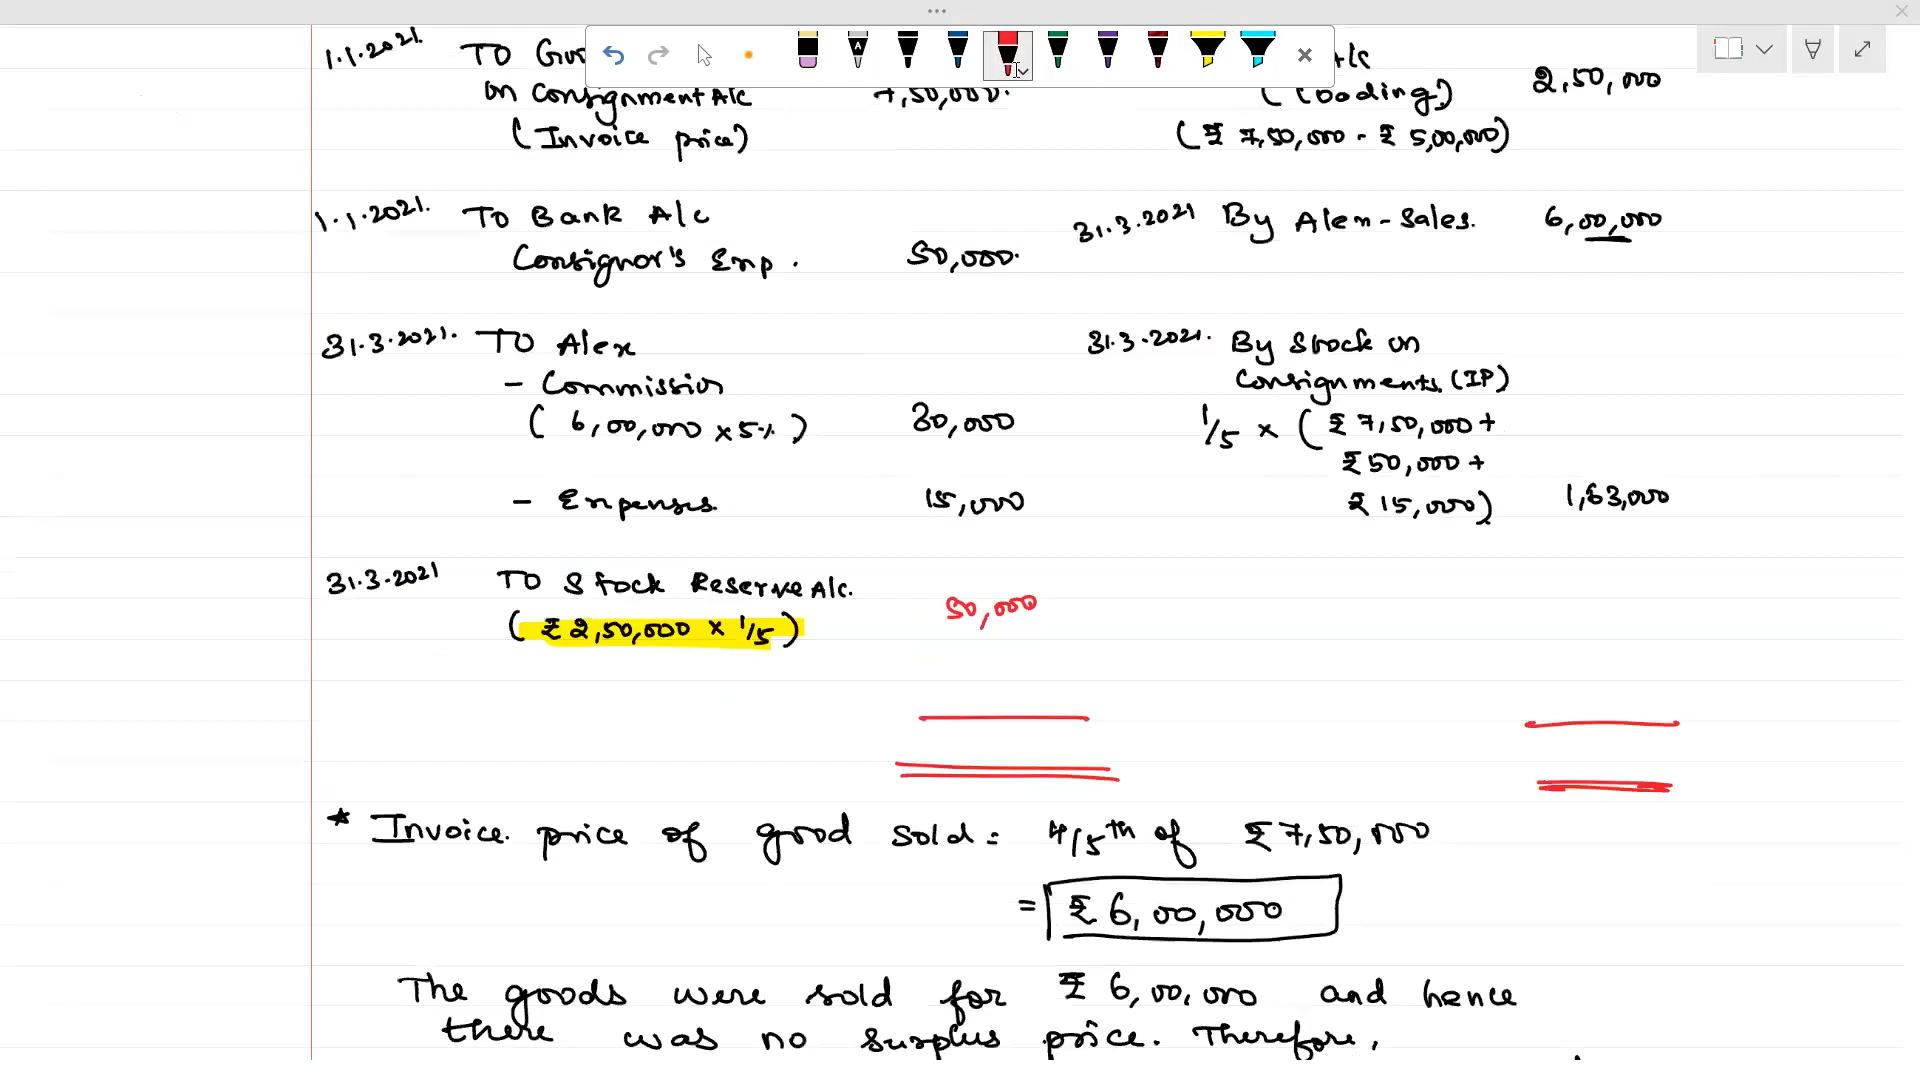 1.1.2021. TO
A/c 2,50,000
on consignment A/c 7,50,000. (Loading)
(Invoice price) (₹ 7,50,000 - ₹ 5,00,000)
1.1.2021. TO Bank A/c 31.3.2021 By Alex - Sales. 6,00,000
Consignor's Exp. 50,000.
31.3.2021. TO Alex 31.3.2021. By Stock on
- Commission Consignments. (IP)
( 6,00,000 x 5% ) 30,000 1/5 x ( ₹ 7,50,000 +
₹ 50,000 +
- Expenses. 15,000 ₹ 15,000) 1,63,000
31.3.2021 TO Stock Reserve A/c.
( ₹ 2,50,000 x 1/5 ) 50,000
* Invoice. price of good sold = 4/5th of ₹ 7,50,000
= ₹ 6,00,000
The goods were sold for ₹ 6,00,000 and hence
there was no surplus price. Therefore,